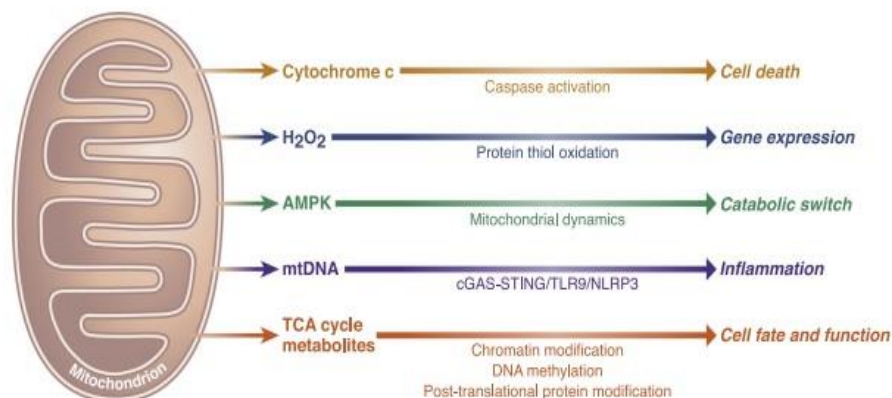 Cytochrome c
Caspase activation
Cell death
H2O2
Protein thiol oxidation
Gene expression
AMPK
Mitochondrial dynamics
Catabolic switch
mtDNA
cGAS-STING/TLR9/NLRP3
Inflammation
TCA cycle
metabolites
Chromatin modification
DNA methylation
Post-translational protein modification
Cell fate and function
Mitochondrion